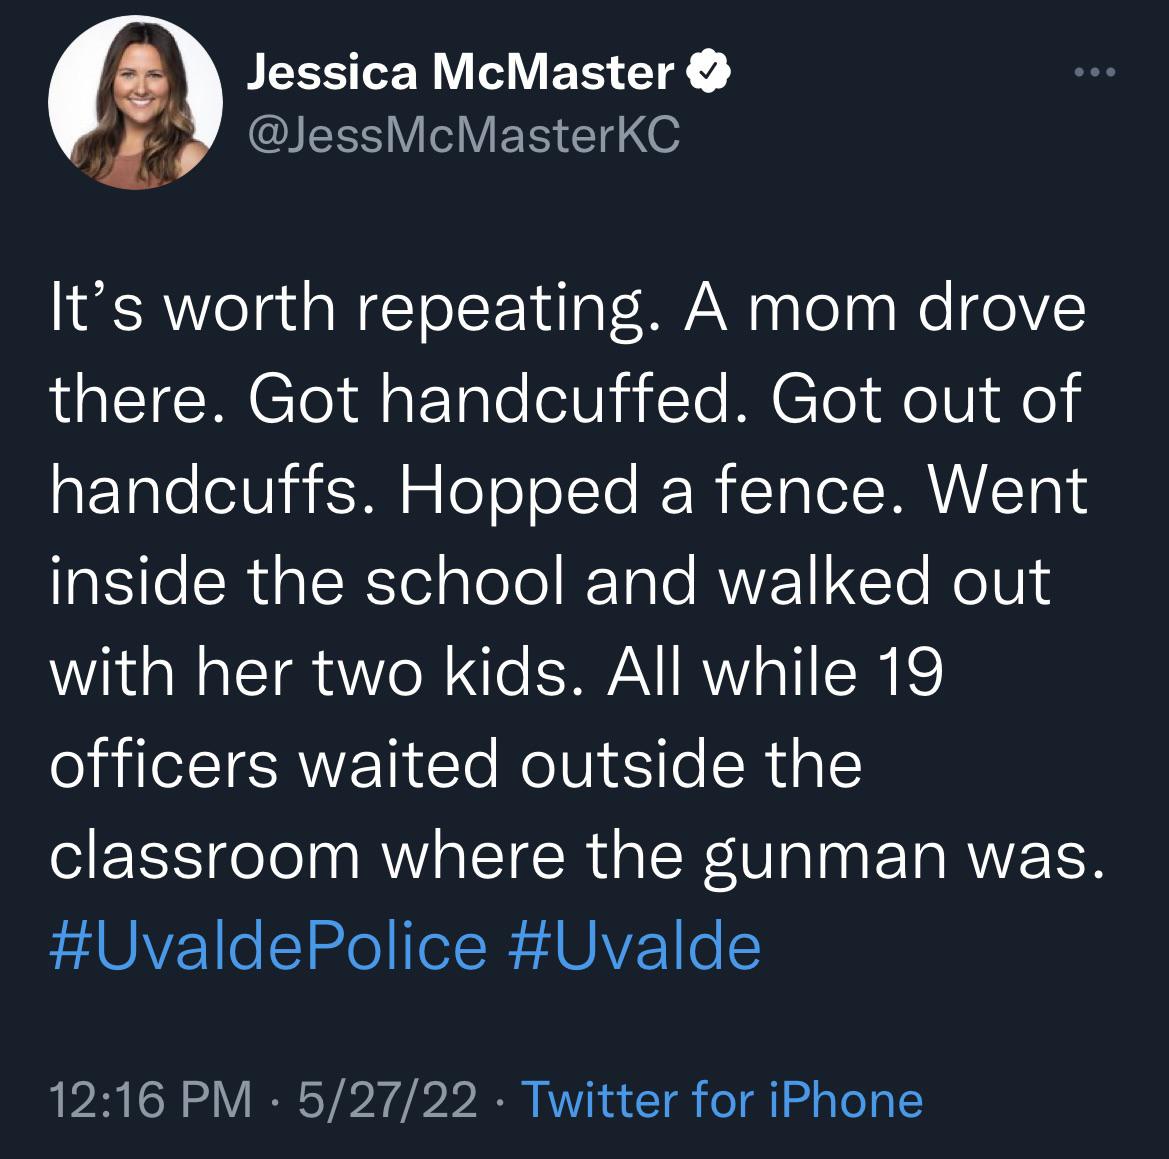 Jessica McMaster
@JessMcMasterKC
It’s worth repeating. A mom drove
there. Got handcuffed. Got out of
handcuffs. Hopped a fence. Went
inside the school and walked out
with her two kids. All while 19
officers waited outside the
classroom where the gunman was.
#UvaldePolice #Uvalde
12:16 PM · 5/27/22 · Twitter for iPhone